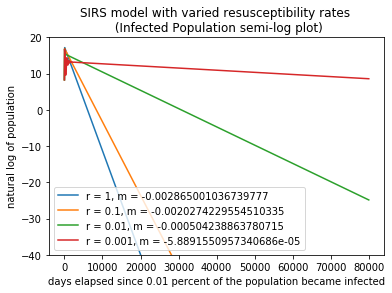 SIRS model with varied resusceptibility rates
(Infected Population semi-log plot)
natural log of population
20
10
0
−10
−20
−30
−40
r = 1, m = -0.002865001036739777
r = 0.1, m = -0.0020274229554510335
r = 0.01, m = -0.000504238863780715
r = 0.001, m = -5.8891550957340686e-05
0 10000 20000 30000 40000 50000 60000 70000 80000
days elapsed since 0.01 percent of the population became infected